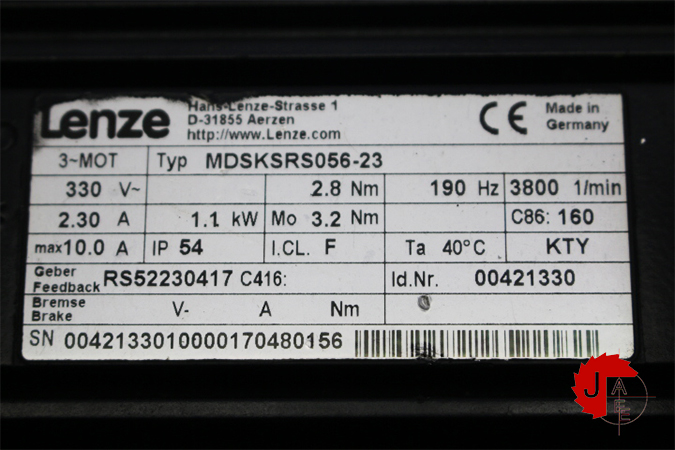 Lenze
Hans-Lenze-Strasse 1
D-31855 Aerzen
http://www.Lenze.com
CE
Made in
Germany
3~MOT Typ MDSKSRS056-23
330 V~ 2.8 Nm 190 Hz 3800 1/min
2.30 A 1.1 kW Mo 3.2 Nm C86: 160
max10.0 A IP 54 I.CL. F Ta 40°C KTY
Geber
Feedback RS52230417 C416: Id.Nr. 00421330
Bremse
Brake V- A Nm
SN 0042133010000170480156
J